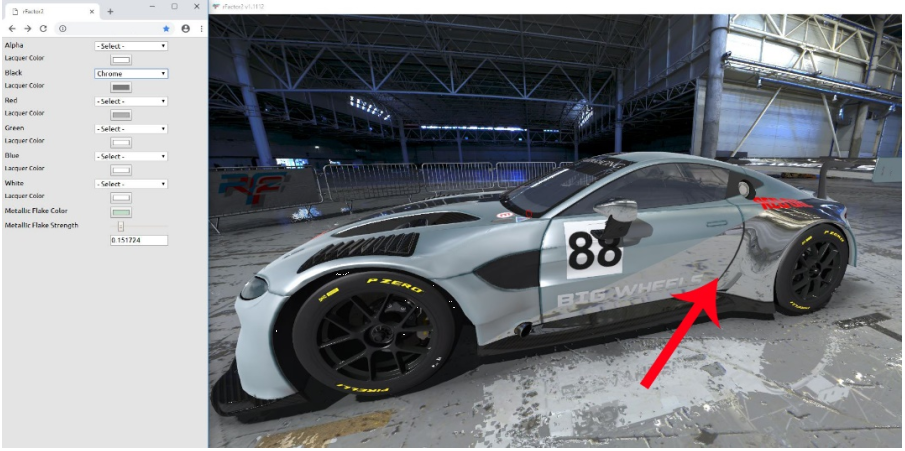 rFactor2
rFactor2 v1.1112
Alpha
- Select -
Lacquer Color
Black
Chrome
Lacquer Color
Red
- Select -
Lacquer Color
Green
- Select -
Lacquer Color
Blue
- Select -
Lacquer Color
White
- Select -
Lacquer Color
Metallic Flake Color
Metallic Flake Strength
0.151724
88
BIG WHEELS
P ZERO
PIRELLI
P ZERO
PIRELLI